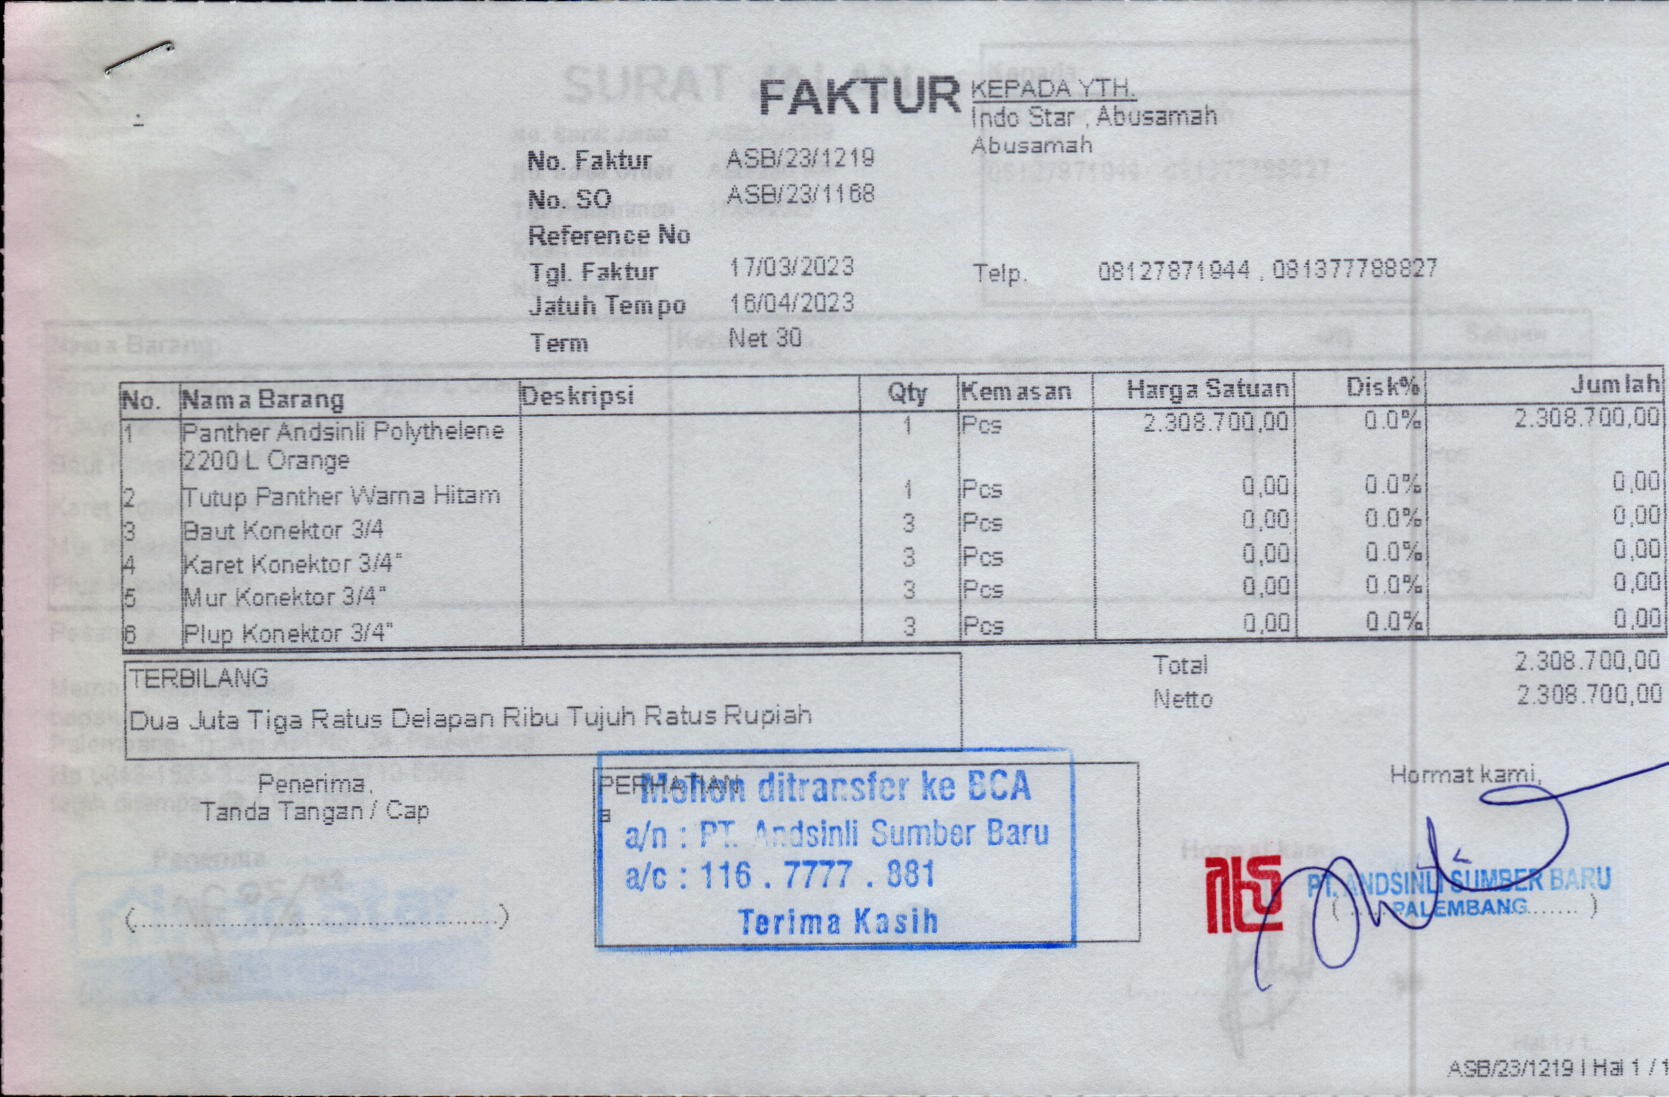 FAKTUR
KEPADA YTH.
Indo Star , Abusamah
Abusamah
No. Faktur ASB/23/1219
No. SO ASB/23/1168
Reference No
Tgl. Faktur 17/03/2023
Telp. 08127871944 , 081377788827
Jatuh Tempo 16/04/2023
Term Net 30
No. Nama Barang Deskripsi Qty Kemasan Harga Satuan Disk% Jumlah
1 Panther Andsinli Polythelene 1 Pcs 2.308.700,00 0.0% 2.308.700,00
2200 L Orange
2 Tutup Panther Warna Hitam 1 Pcs 0,00 0.0% 0,00
3 Baut Konektor 3/4 3 Pcs 0,00 0.0% 0,00
4 Karet Konektor 3/4" 3 Pcs 0,00 0.0% 0,00
5 Mur Konektor 3/4" 3 Pcs 0,00 0.0% 0,00
6 Plup Konektor 3/4" 3 Pcs 0,00 0.0% 0,00
TERBILANG
Dua Juta Tiga Ratus Delapan Ribu Tujuh Ratus Rupiah
Total 2.308.700,00
Netto 2.308.700,00
Penerima,
Tanda Tangan / Cap
(........................................)
PERHATIAN
Mohon ditransfer ke BCA
a/n : PT. Andsinli Sumber Baru
a/c : 116 . 7777 . 881
Terima Kasih
Hormat kami,
PT. ANDSINLI SUMBER BARU
PALEMBANG
ASB/23/1219 | Hal 1 / 1